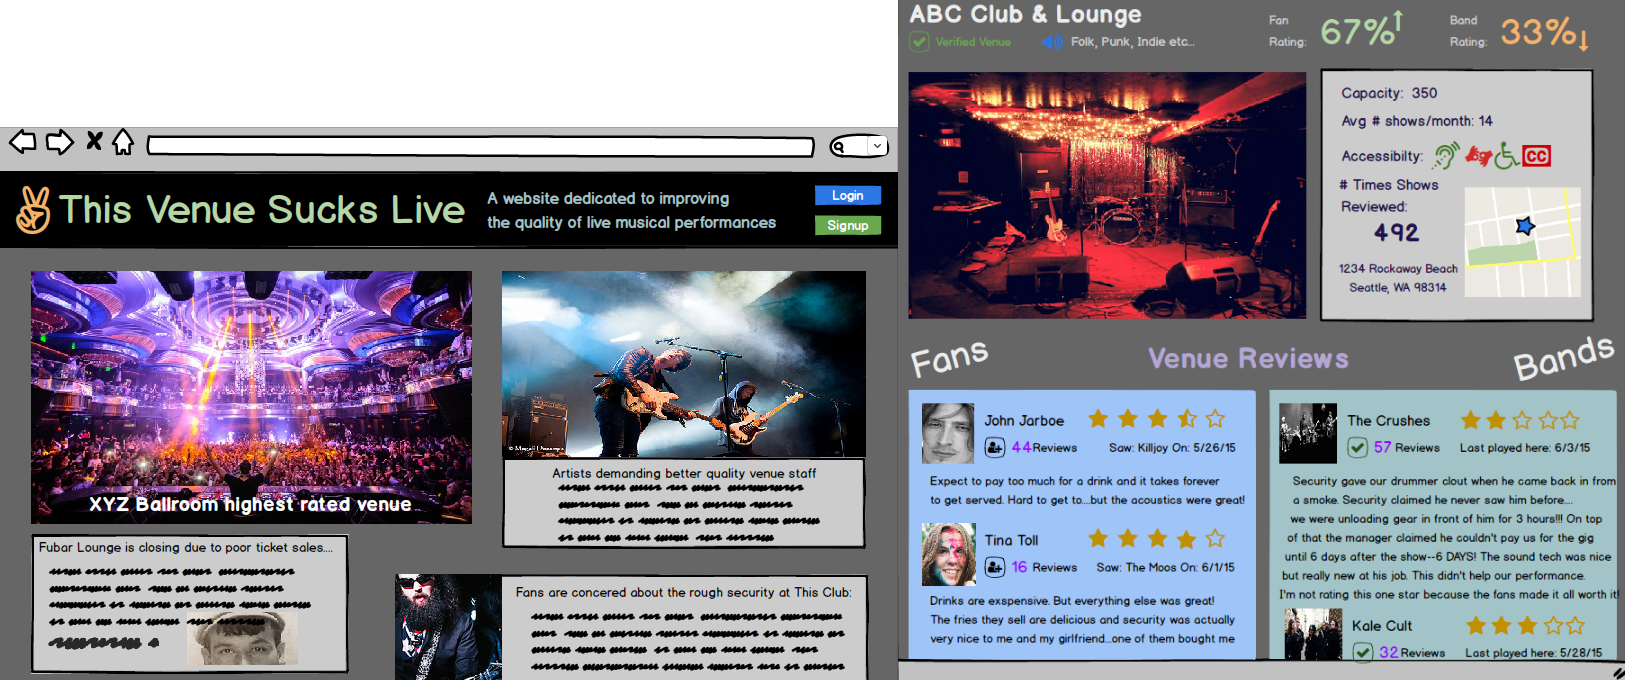 This Venue Sucks Live
A website dedicated to improving
the quality of live musical performances
Login
Signup
XYZ Ballroom highest rated venue
Artists demanding better quality venue staff
Fubar Lounge is closing due to poor ticket sales....
Fans are concered about the rough security at This Club:
ABC Club & Lounge
Verified Venue
Folk, Punk, Indie etc...
Fan
Rating:
67%
Band
Rating:
33%
Capacity: 350
Avg # shows/month: 14
Accessibilty:
CC
# Times Shows
Reviewed:
492
1234 Rockaway Beach
Seattle, WA 98314
Fans
Venue Reviews
Bands
John Jarboe
44 Reviews
Saw: Killjoy On: 5/26/15
Expect to pay too much for a drink and it takes forever
to get served. Hard to get to...but the acoustics were great!
Tina Toll
16 Reviews
Saw: The Moos On: 6/1/15
Drinks are exspensive. But everything else was great!
The fries they sell are delicious and security was actually
very nice to me and my girlfriend...one of them bought me
The Crushes
57 Reviews
Last played here: 6/3/15
Security gave our drummer clout when he came back in from
a smoke. Security claimed he never saw him before....
we were unloading gear in front of him for 3 hours!!! On top
of that the manager claimed he couldn't pay us for the gig
until 6 days after the show--6 DAYS! The sound tech was nice
but really new at his job. This didn't help our performance.
I'm not rating this one star because the fans made it all worth it!
Kale Cult
32 Reviews
Last played here: 5/28/15